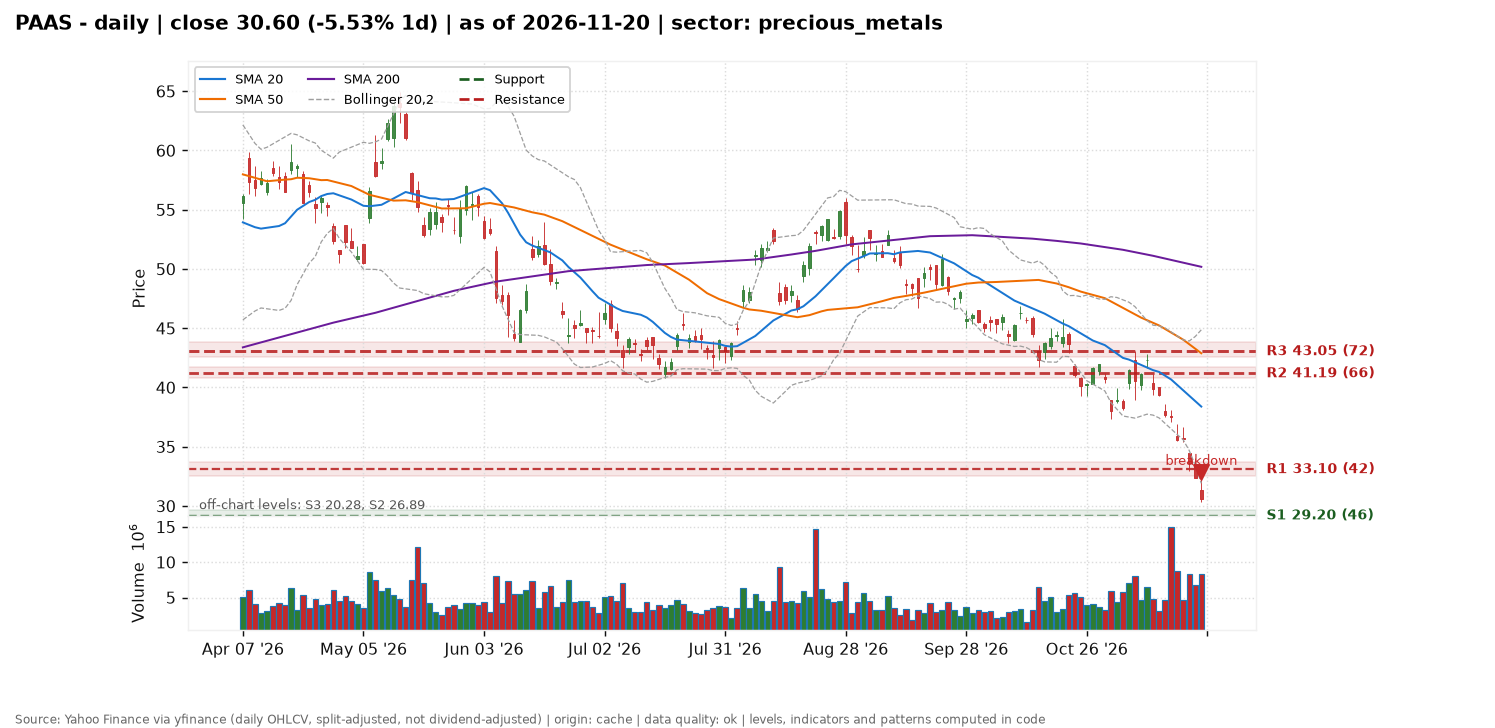 PAAS - daily | close 30.60 (-5.53% 1d) | as of 2026-11-20 | sector: precious_metals
SMA 20
SMA 50
SMA 200
Bollinger 20,2
Support
Resistance
Price
65
60
55
50
45
40
35
30
R3 43.05 (72)
R2 41.19 (66)
breakdown
R1 33.10 (42)
off-chart levels: S3 20.28, S2 26.89
S1 29.20 (46)
Volume 10^6
15
10
5
Apr 07 '26
May 05 '26
Jun 03 '26
Jul 02 '26
Jul 31 '26
Aug 28 '26
Sep 28 '26
Oct 26 '26
Source: Yahoo Finance via yfinance (daily OHLCV, split-adjusted, not dividend-adjusted) | origin: cache | data quality: ok | levels, indicators and patterns computed in code